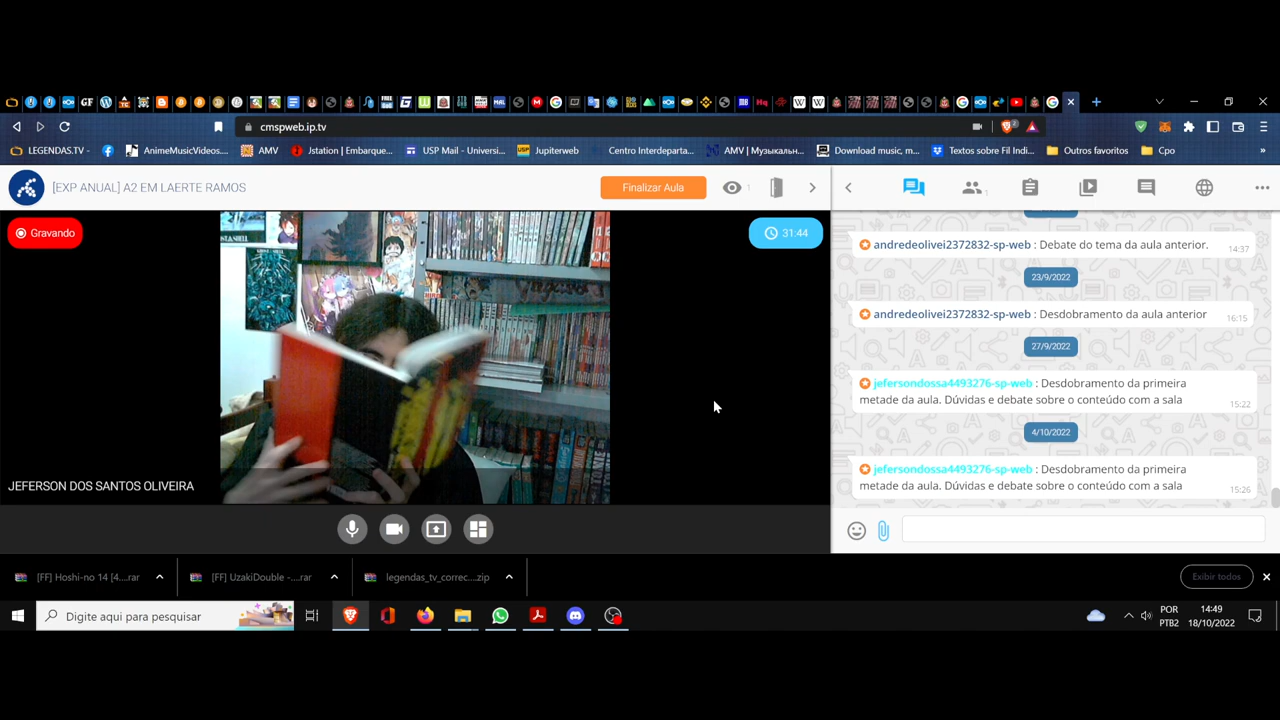 cmspweb.ip.tv
LEGENDAS.TV -
AnimeMusicVideos...
AMV
Jstation | Embarque...
USP Mail - Universi...
Jupiterweb
Centro Interdeparta...
AMV | Музыкальн...
Download music, m...
Textos sobre Fil Indi...
Outros favoritos
Cpo
»
[EXP ANUAL] A2 EM LAERTE RAMOS
Finalizar Aula
1
1
Gravando
31:44
JEFERSON DOS SANTOS OLIVEIRA
andredeolivei2372832-sp-web : Debate do tema da aula anterior.
14:37
23/9/2022
andredeolivei2372832-sp-web : Desdobramento da aula anterior
16:15
27/9/2022
jefersondossa4493276-sp-web : Desdobramento da primeira
metade da aula. Dúvidas e debate sobre o conteúdo com a sala
15:22
4/10/2022
jefersondossa4493276-sp-web : Desdobramento da primeira
metade da aula. Dúvidas e debate sobre o conteúdo com a sala
15:26
[FF] Hoshi-no 14 [4....rar
[FF] UzakiDouble -....rar
legendas_tv_correc....zip
Exibir todos
Digite aqui para pesquisar
POR
PTB2
14:49
18/10/2022